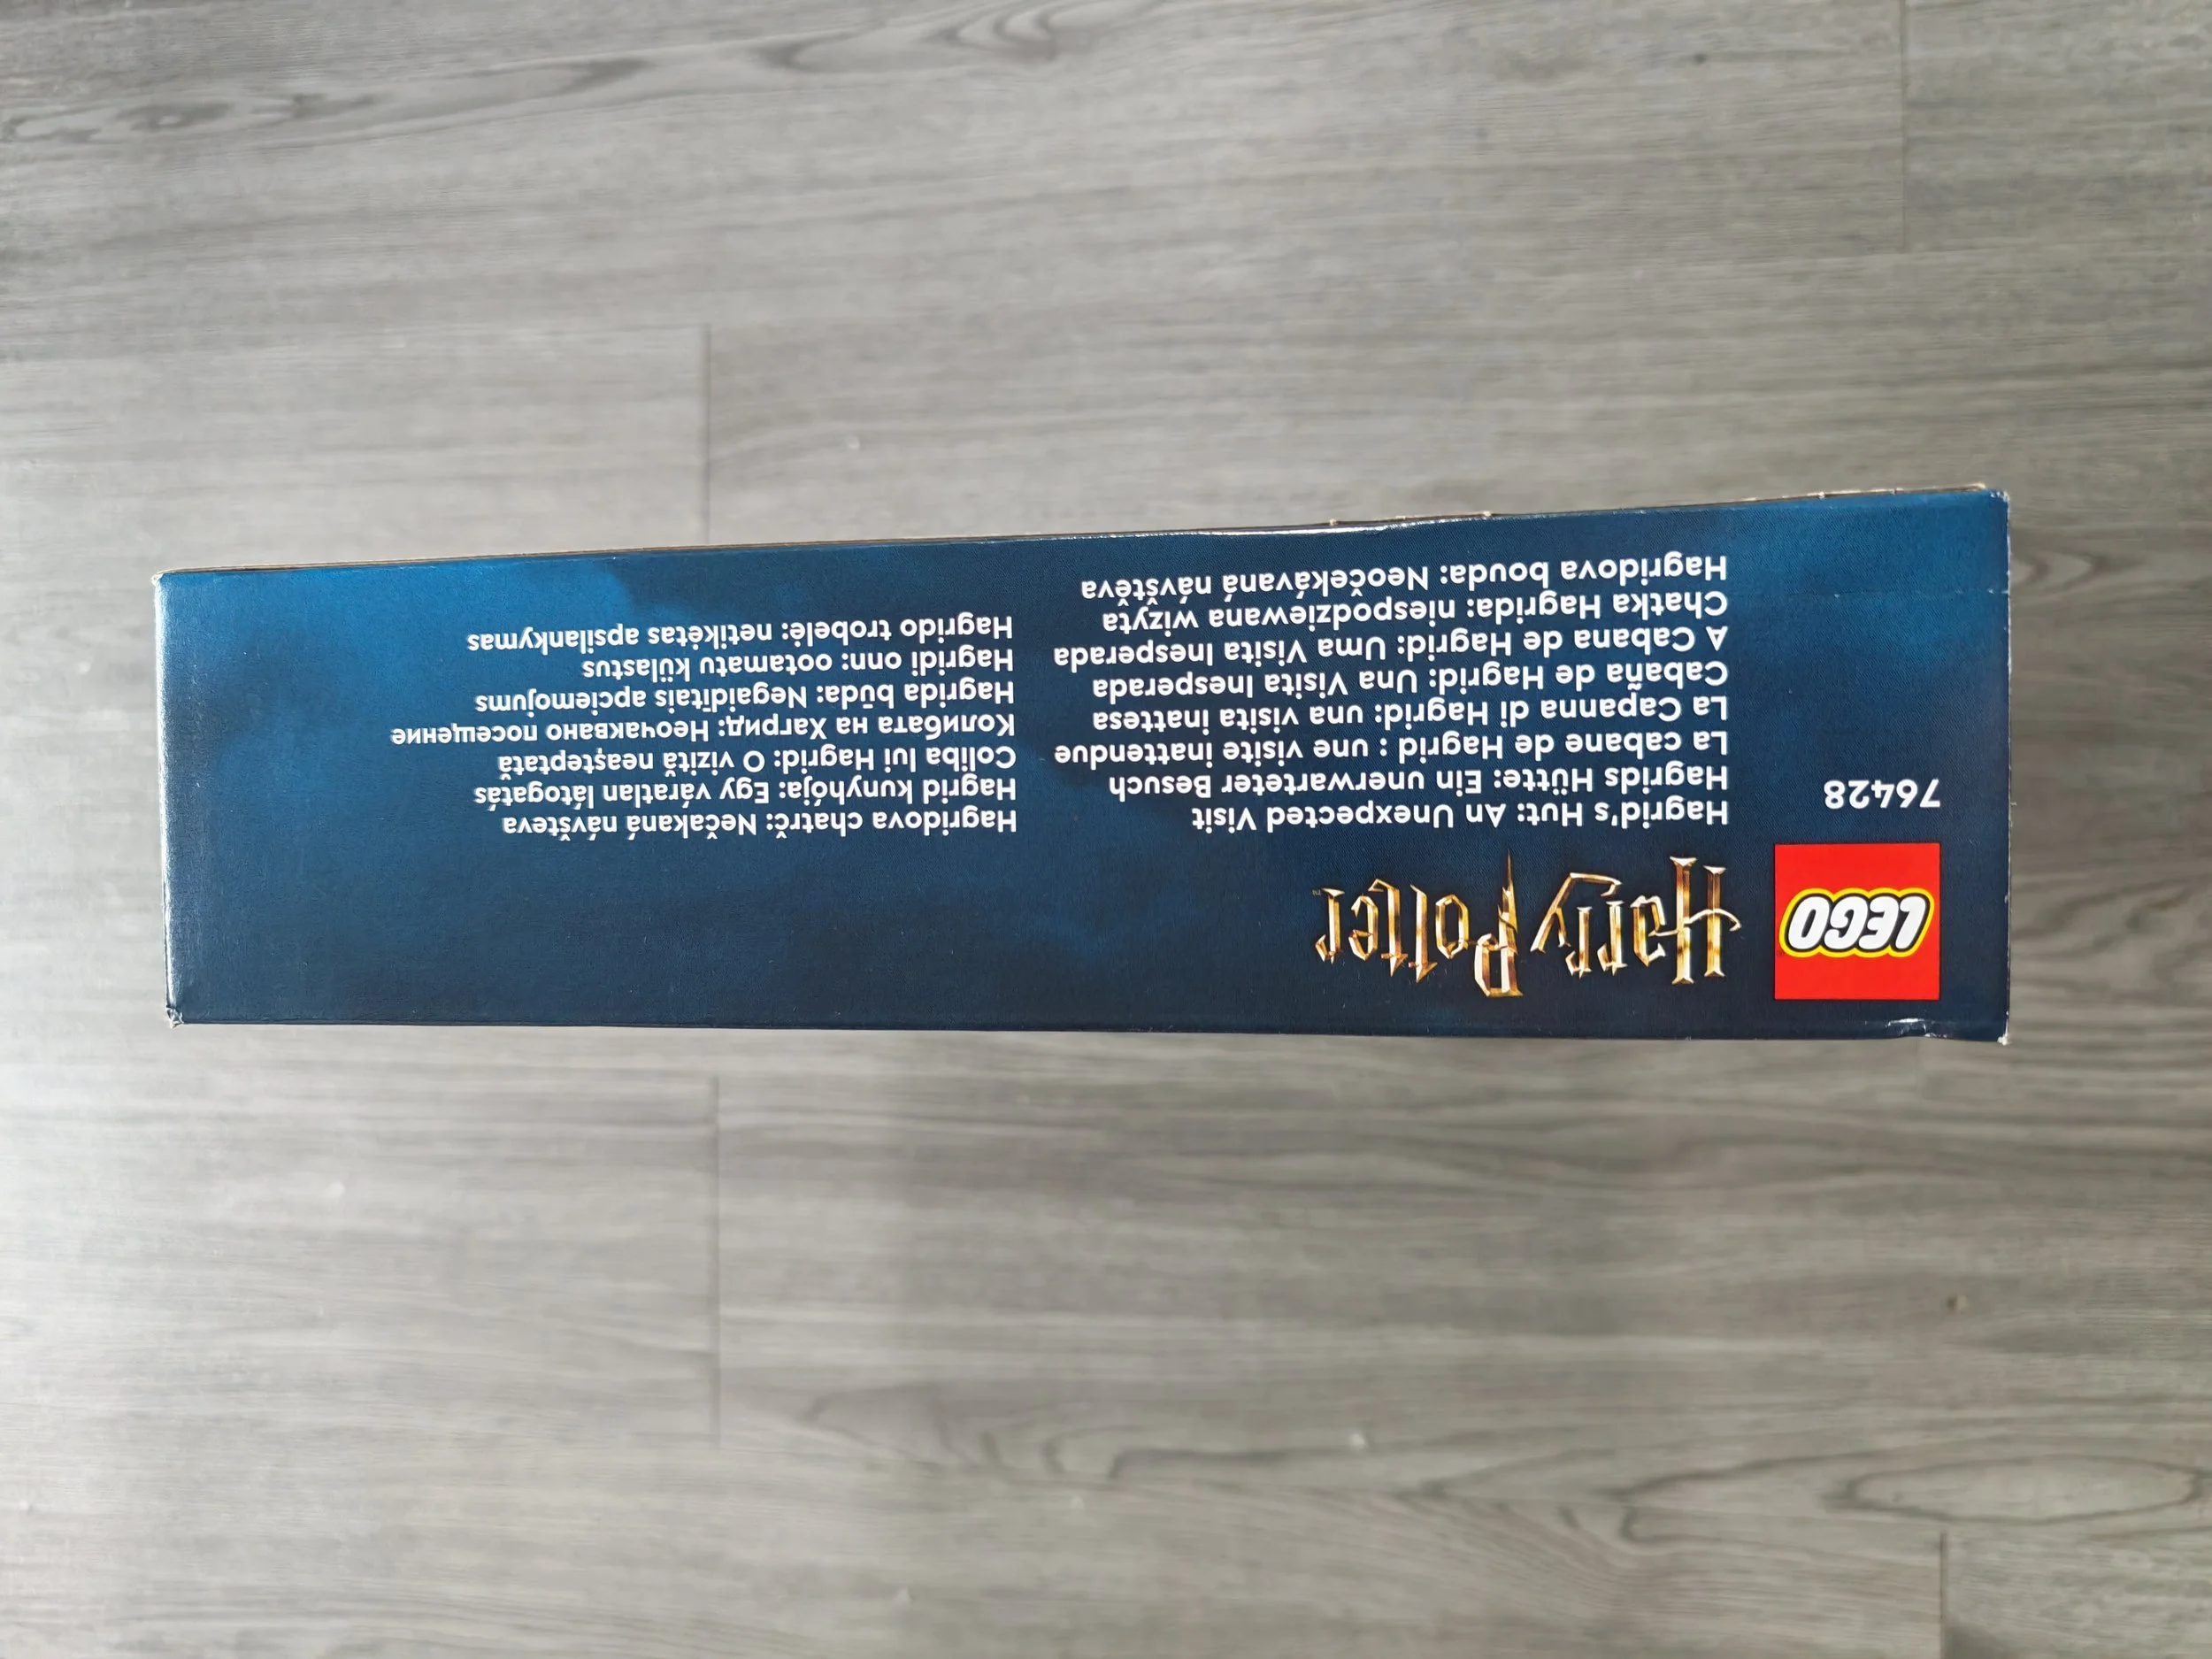 LEGO
Harry Potter™
76428
Hagrid's Hut: An Unexpected Visit
Hagrids Hütte: Ein unerwarteter Besuch
La cabane de Hagrid : une visite inattendue
La Capanna di Hagrid: una visita inattesa
Cabaña de Hagrid: Una Visita Inesperada
A Cabana de Hagrid: Uma Visita Inesperada
Chatka Hagrida: niespodziewana wizyta
Hagridova bouda: Neočekávaná návštěva
Hagridova chatrč: Nečakaná návšteva
Hagrid kunyhója: Egy váratlan látogatás
Coliba lui Hagrid: O vizită neașteptată
Колибата на Хагрид: Неочаквано посещение
Hagrida būda: Negaidītais apciemojums
Hagridi onn: ootamatu külastus
Hagrido trobelė: netikėtas apsilankymas